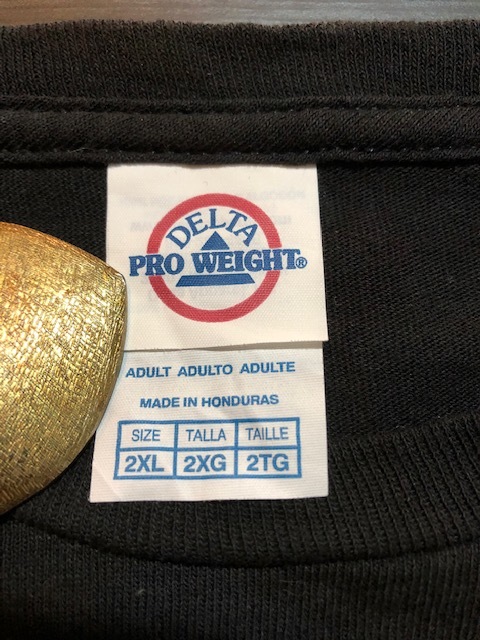 DELTA
PRO WEIGHT®
ADULT ADULTO ADULTE
MADE IN HONDURAS
SIZE TALLA TAILLE
2XL 2XG 2TG